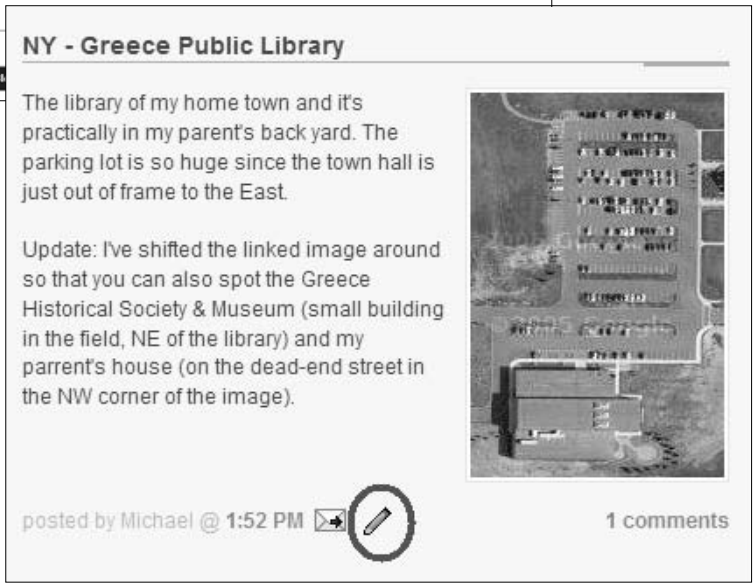 NY - Greece Public Library
The library of my home town and it's
practically in my parent's back yard. The
parking lot is so huge since the town hall is
just out of frame to the East.
Update: I've shifted the linked image around
so that you can also spot the Greece
Historical Society & Museum (small building
in the field, NE of the library) and my
parrent's house (on the dead-end street in
the NW corner of the image).
posted by Michael @ 1:52 PM
1 comments